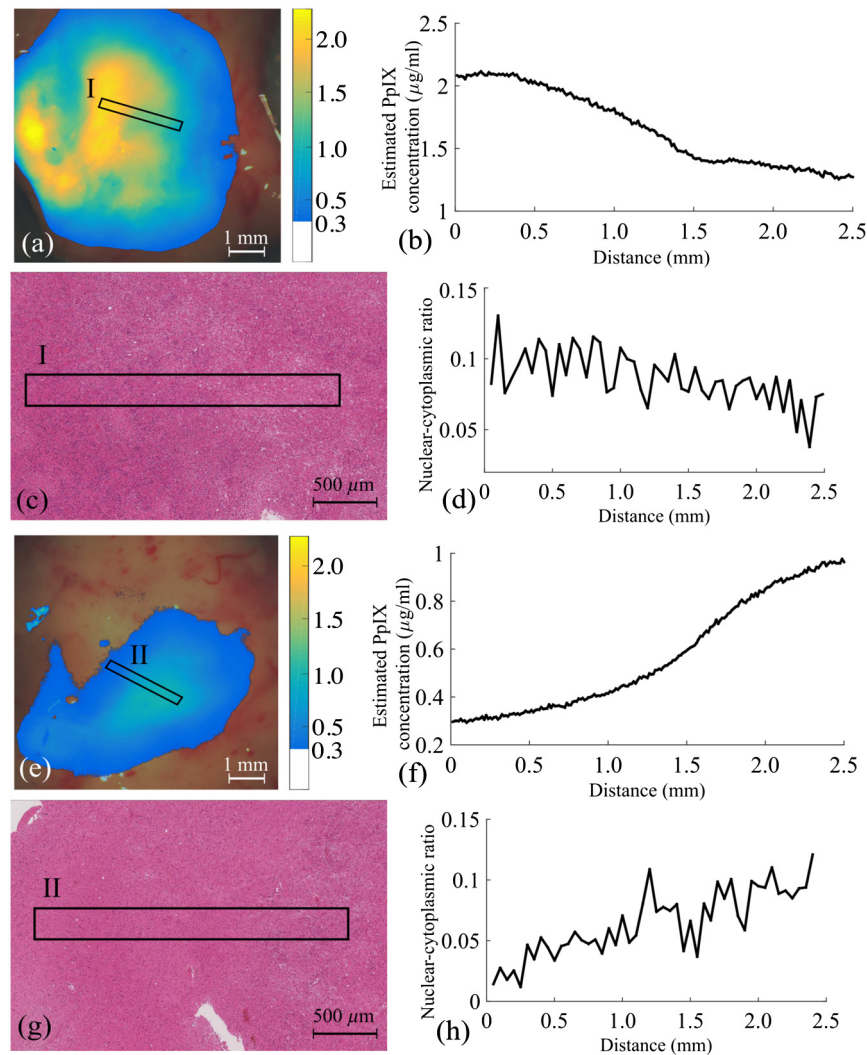 2.0
1.5
1.0
0.5
0.3
I
(a)
1 mm
Estimated PpIX
concentration (µg/ml)
2.5
2
1.5
1
0
0.5
1.0
1.5
2.0
2.5
Distance (mm)
(b)
I
(c)
500 µm
Nuclear-cytoplasmic ratio
0.15
0.1
0.05
0
0.5
1.0
1.5
2.0
2.5
Distance (mm)
(d)
2.0
1.5
1.0
0.5
0.3
II
(e)
1 mm
Estimated PpIX
concentration (µg/ml)
1
0.8
0.6
0.4
0.2
0
0.5
1.0
1.5
2.0
2.5
Distance (mm)
(f)
II
(g)
500 µm
Nuclear-cytoplasmic ratio
0.15
0.1
0.05
0
0
0.5
1.0
1.5
2.0
2.5
Distance (mm)
(h)